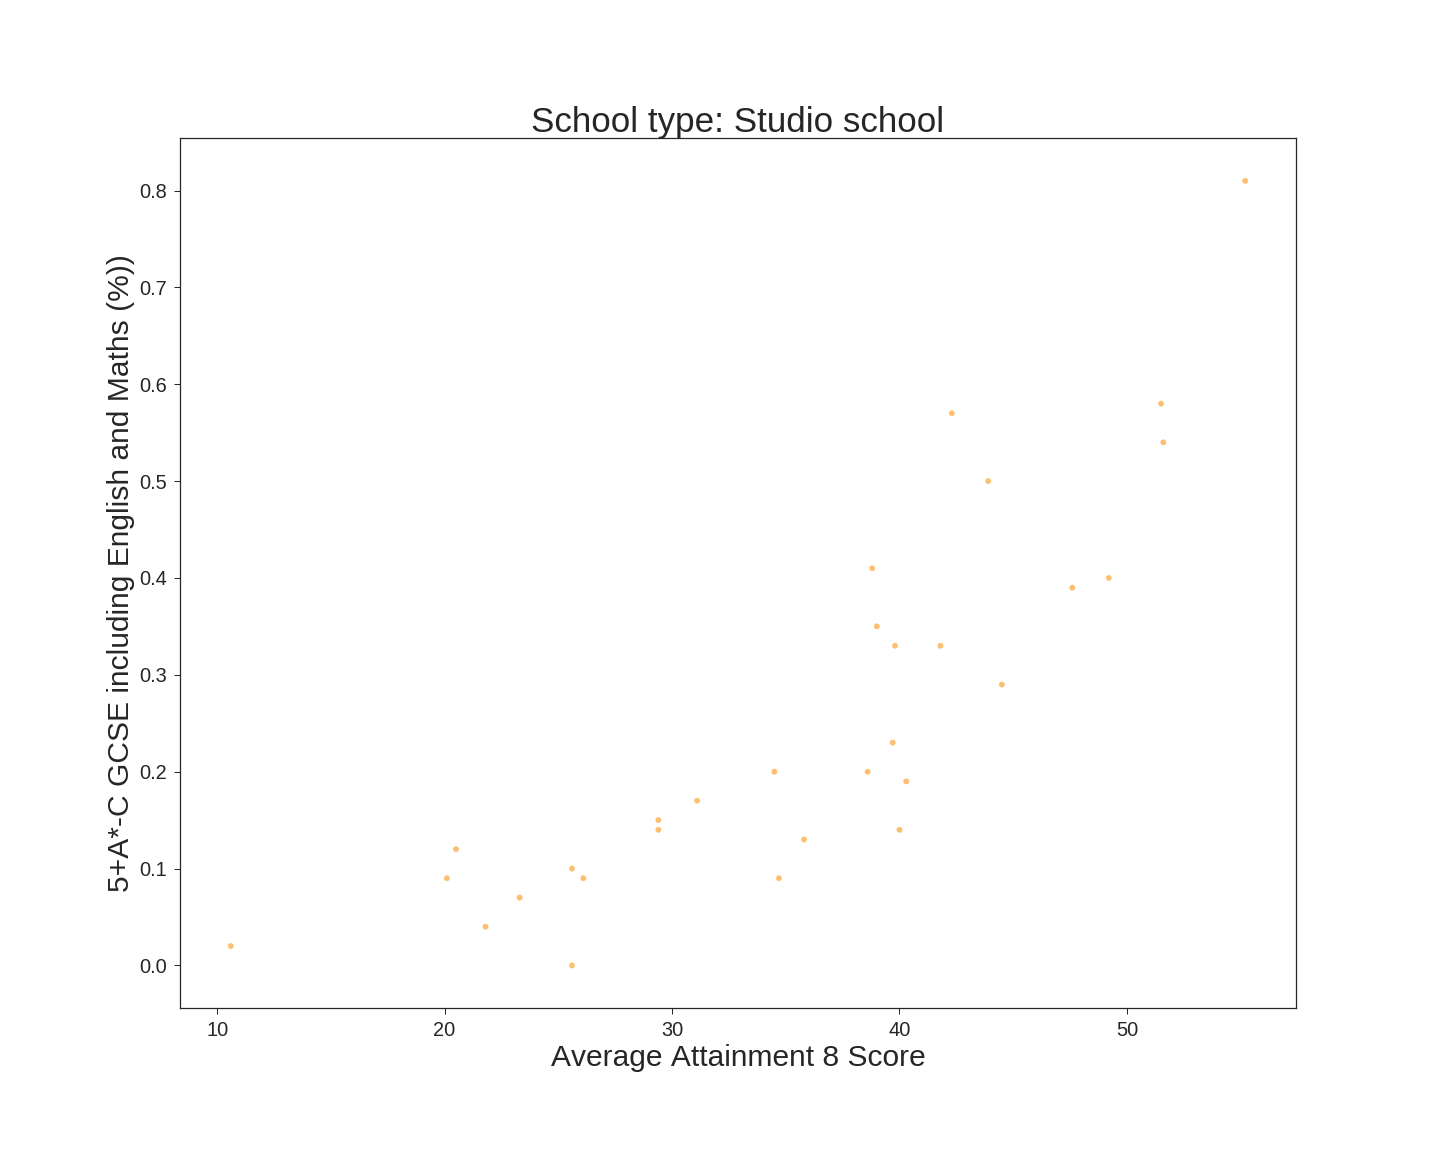 School type: Studio school
5+A*-C GCSE including English and Maths (%))
0.8
0.7
0.6
0.5
0.4
0.3
0.2
0.1
0.0
10 20 30 40 50
Average Attainment 8 Score